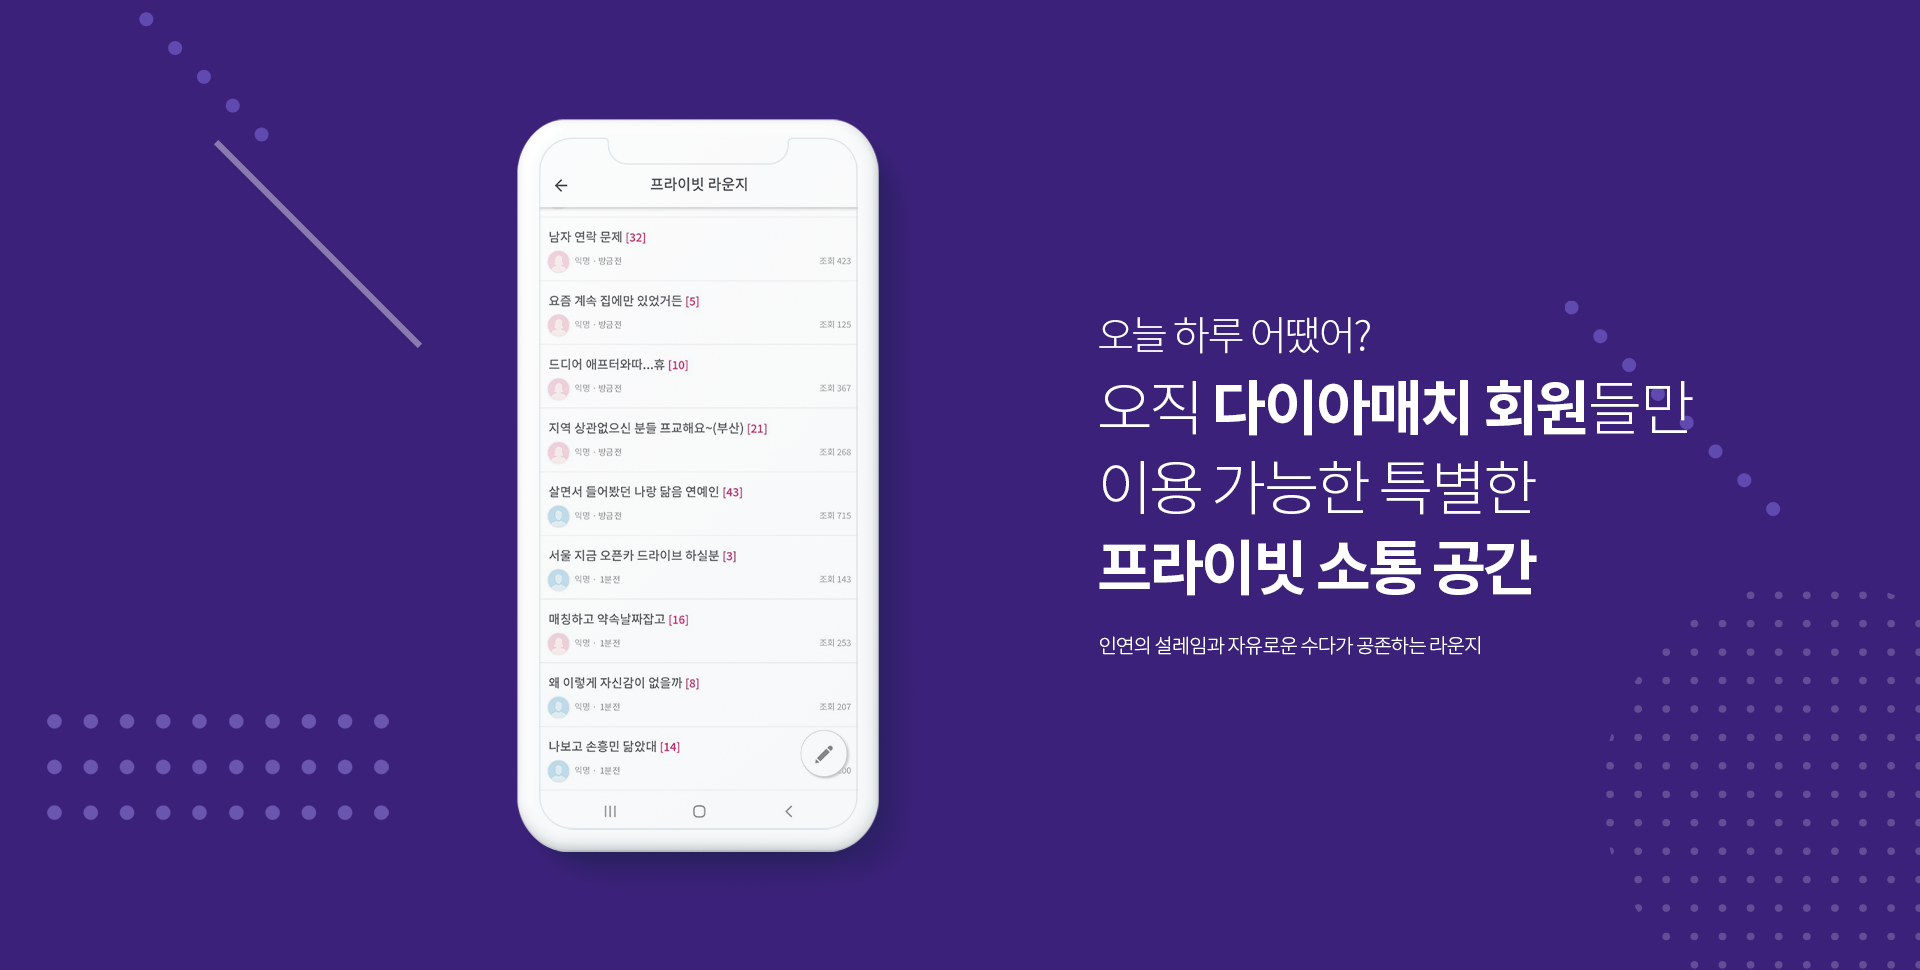 프라이빗 라운지
남자 연락 문제 [32]
익명 · 방금전 조회 423
요즘 계속 집에만 있었거든 [5]
익명 · 방금전 조회 125
드디어 애프터와따...휴 [10]
익명 · 방금전 조회 367
지역 상관없으신 분들 프교해요~(부산) [21]
익명 · 방금전 조회 268
살면서 들어봤던 나랑 닮음 연예인 [43]
익명 · 방금전 조회 715
서울 지금 오픈카 드라이브 하실분 [3]
익명 · 1분전 조회 143
매칭하고 약속날짜잡고 [16]
익명 · 1분전 조회 253
왜 이렇게 자신감이 없을까 [8]
익명 · 1분전 조회 207
나보고 손흥민 닮았대 [14]
익명 · 1분전
오늘 하루 어땠어?
오직 다이아매치 회원들만
이용 가능한 특별한
프라이빗 소통 공간
인연의 설레임과 자유로운 수다가 공존하는 라운지